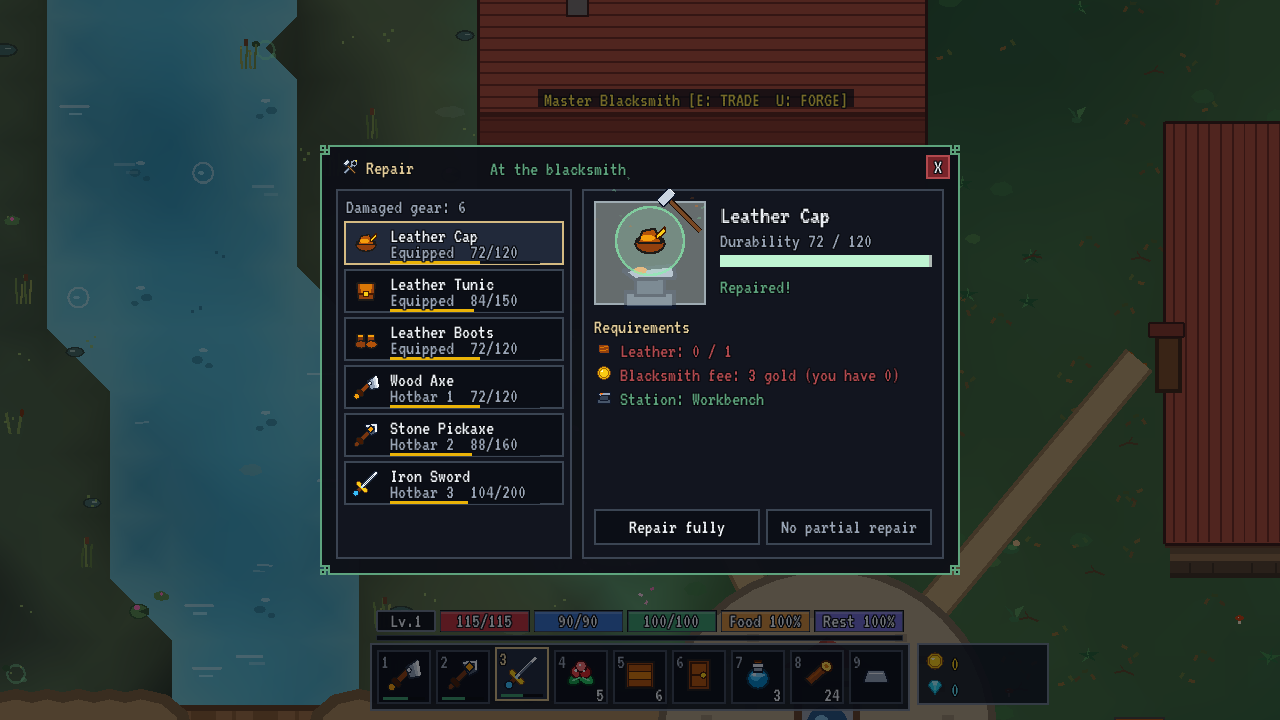 Master Blacksmith [E: TRADE U: FORGE]
Repair
At the blacksmith
X
Damaged gear: 6
Leather Cap
Equipped 72/120
Leather Tunic
Equipped 84/150
Leather Boots
Equipped 72/120
Wood Axe
Hotbar 1 72/120
Stone Pickaxe
Hotbar 2 88/160
Iron Sword
Hotbar 3 104/200
Leather Cap
Durability 72 / 120
Repaired!
Requirements
Leather: 0 / 1
Blacksmith fee: 3 gold (you have 0)
Station: Workbench
Repair fully
No partial repair
Lv.1
115/115
90/90
100/100
Food 100%
Rest 100%
1
2
3
4
5
5
6
6
7
3
8
24
9
0
0